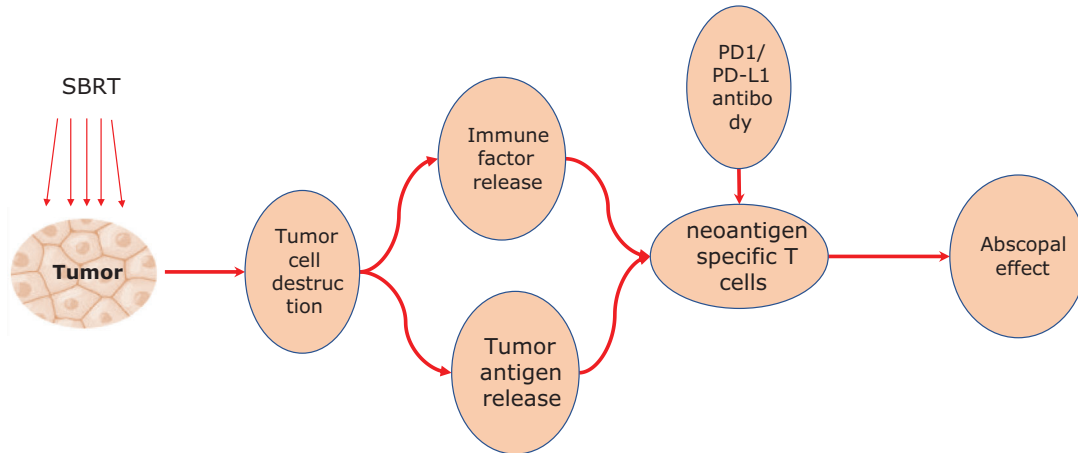 SBRT
Tumor
Tumor
cell
destruc
tion
Immune
factor
release
Tumor
antigen
release
PD1/
PD-L1
antibo
dy
neoantigen
specific T
cells
Abscopal
effect